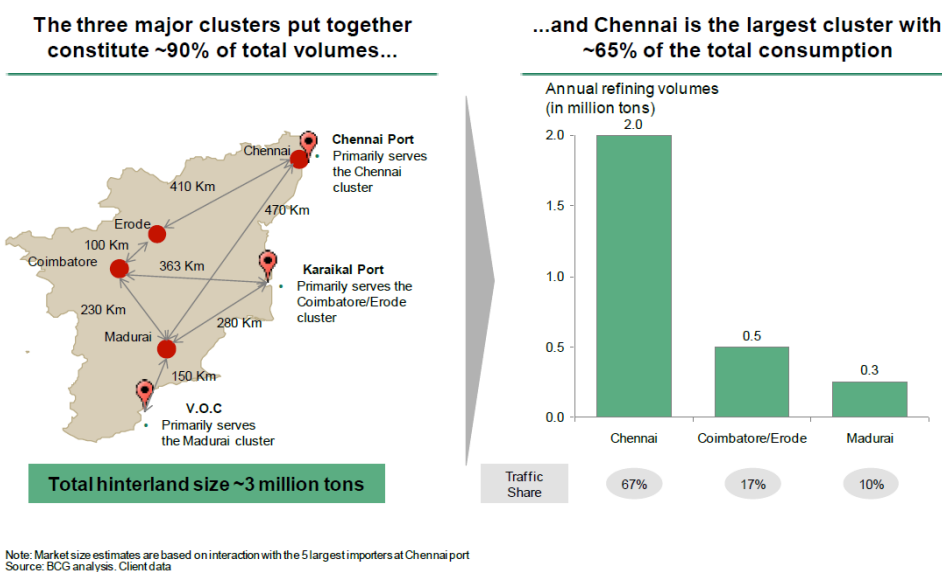 The three major clusters put together
constitute ~90% of total volumes...
...and Chennai is the largest cluster with
~65% of the total consumption
Chennai
Chennai Port
• Primarily serves
the Chennai
cluster
410 Km
470 Km
Erode
100 Km
Coimbatore
363 Km
Karaikal Port
• Primarily serves the
Coimbatore/Erode
cluster
230 Km
280 Km
Madurai
150 Km
V.O.C
• Primarily serves
the Madurai cluster
Total hinterland size ~3 million tons
Annual refining volumes
(in million tons)
2.0
2.0
1.5
1.0
0.5
0.5
0.3
0.0
Chennai
Coimbatore/Erode
Madurai
Traffic
Share
67%
17%
10%
Note: Market size estimates are based on interaction with the 5 largest importers at Chennai port
Source: BCG analysis. Client data